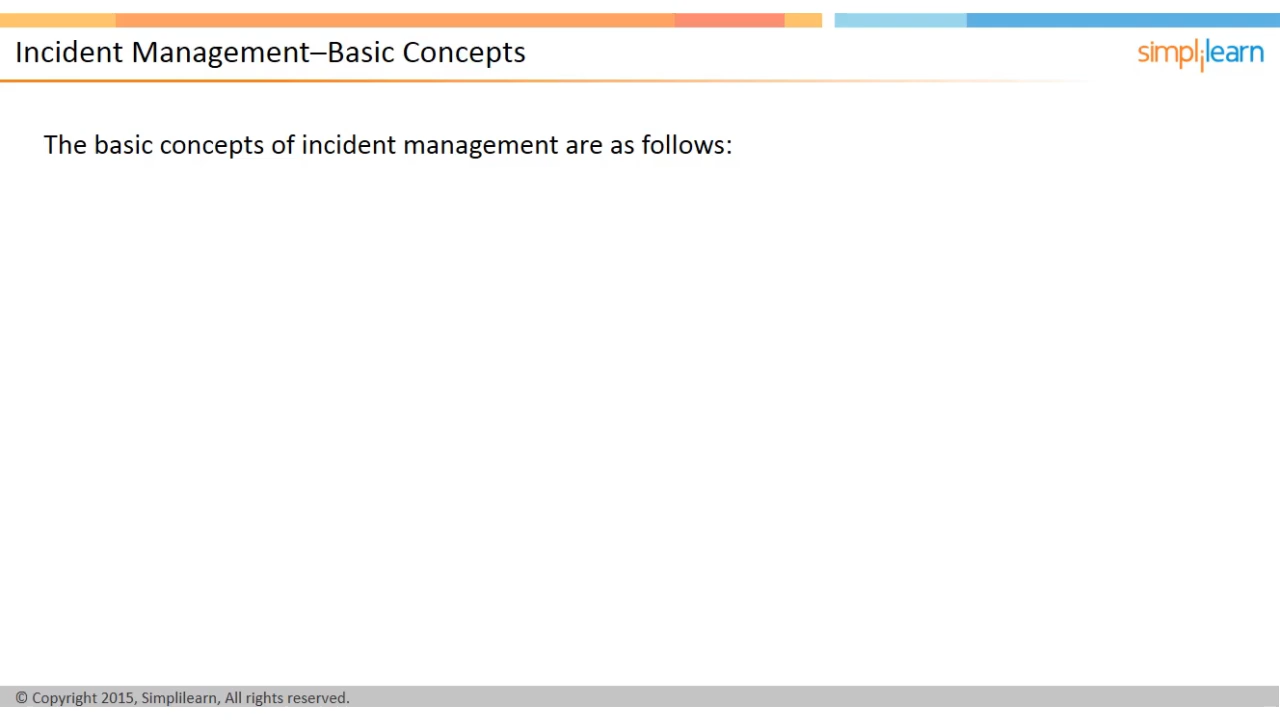 Incident Management–Basic Concepts
simplilearn
The basic concepts of incident management are as follows:
© Copyright 2015, Simplilearn, All rights reserved.